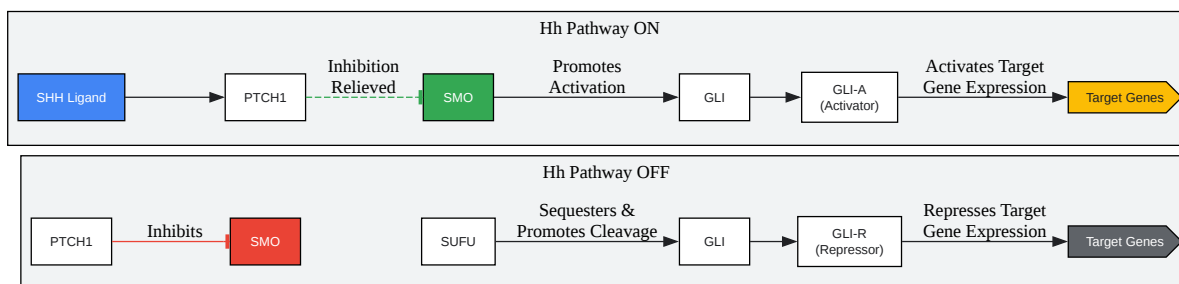 Hh Pathway ON
SHH Ligand
PTCH1
Inhibition
Relieved
SMO
Promotes
Activation
GLI
GLI-A
(Activator)
Activates Target
Gene Expression
Target Genes
Hh Pathway OFF
PTCH1
Inhibits
SMO
SUFU
Sequesters &
Promotes Cleavage
GLI
GLI-R
(Repressor)
Represses Target
Gene Expression
Target Genes